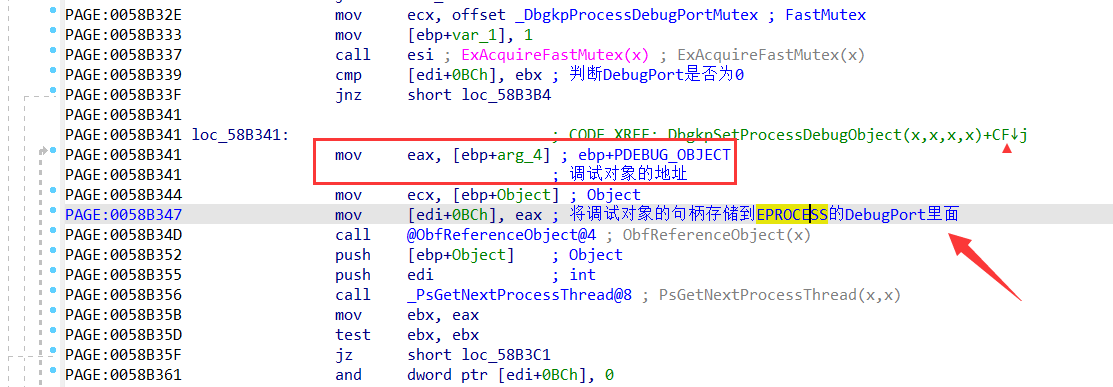 PAGE:0058B32E mov ecx, offset _DbgkpProcessDebugPortMutex ; FastMutex
PAGE:0058B333 mov [ebp+var_1], 1
PAGE:0058B337 call esi ; ExAcquireFastMutex(x) ; ExAcquireFastMutex(x)
PAGE:0058B339 cmp [edi+0BCh], ebx ; 判断DebugPort是否为0
PAGE:0058B33F jnz short loc_58B3B4
PAGE:0058B341
PAGE:0058B341 loc_58B341: ; CODE XREF: DbgkpSetProcessDebugObject(x,x,x,x)+CF↓j
PAGE:0058B341 mov eax, [ebp+arg_4] ; ebp+PDEBUG_OBJECT
PAGE:0058B341 ; 调试对象的地址
PAGE:0058B344 mov ecx, [ebp+Object] ; Object
PAGE:0058B347 mov [edi+0BCh], eax ; 将调试对象的句柄存储到EPROCESS的DebugPort里面
PAGE:0058B34D call @ObfReferenceObject@4 ; ObfReferenceObject(x)
PAGE:0058B352 push [ebp+Object] ; Object
PAGE:0058B355 push edi ; int
PAGE:0058B356 call _PsGetNextProcessThread@8 ; PsGetNextProcessThread(x,x)
PAGE:0058B35B mov ebx, eax
PAGE:0058B35D test ebx, ebx
PAGE:0058B35F jz short loc_58B3C1
PAGE:0058B361 and dword ptr [edi+0BCh], 0